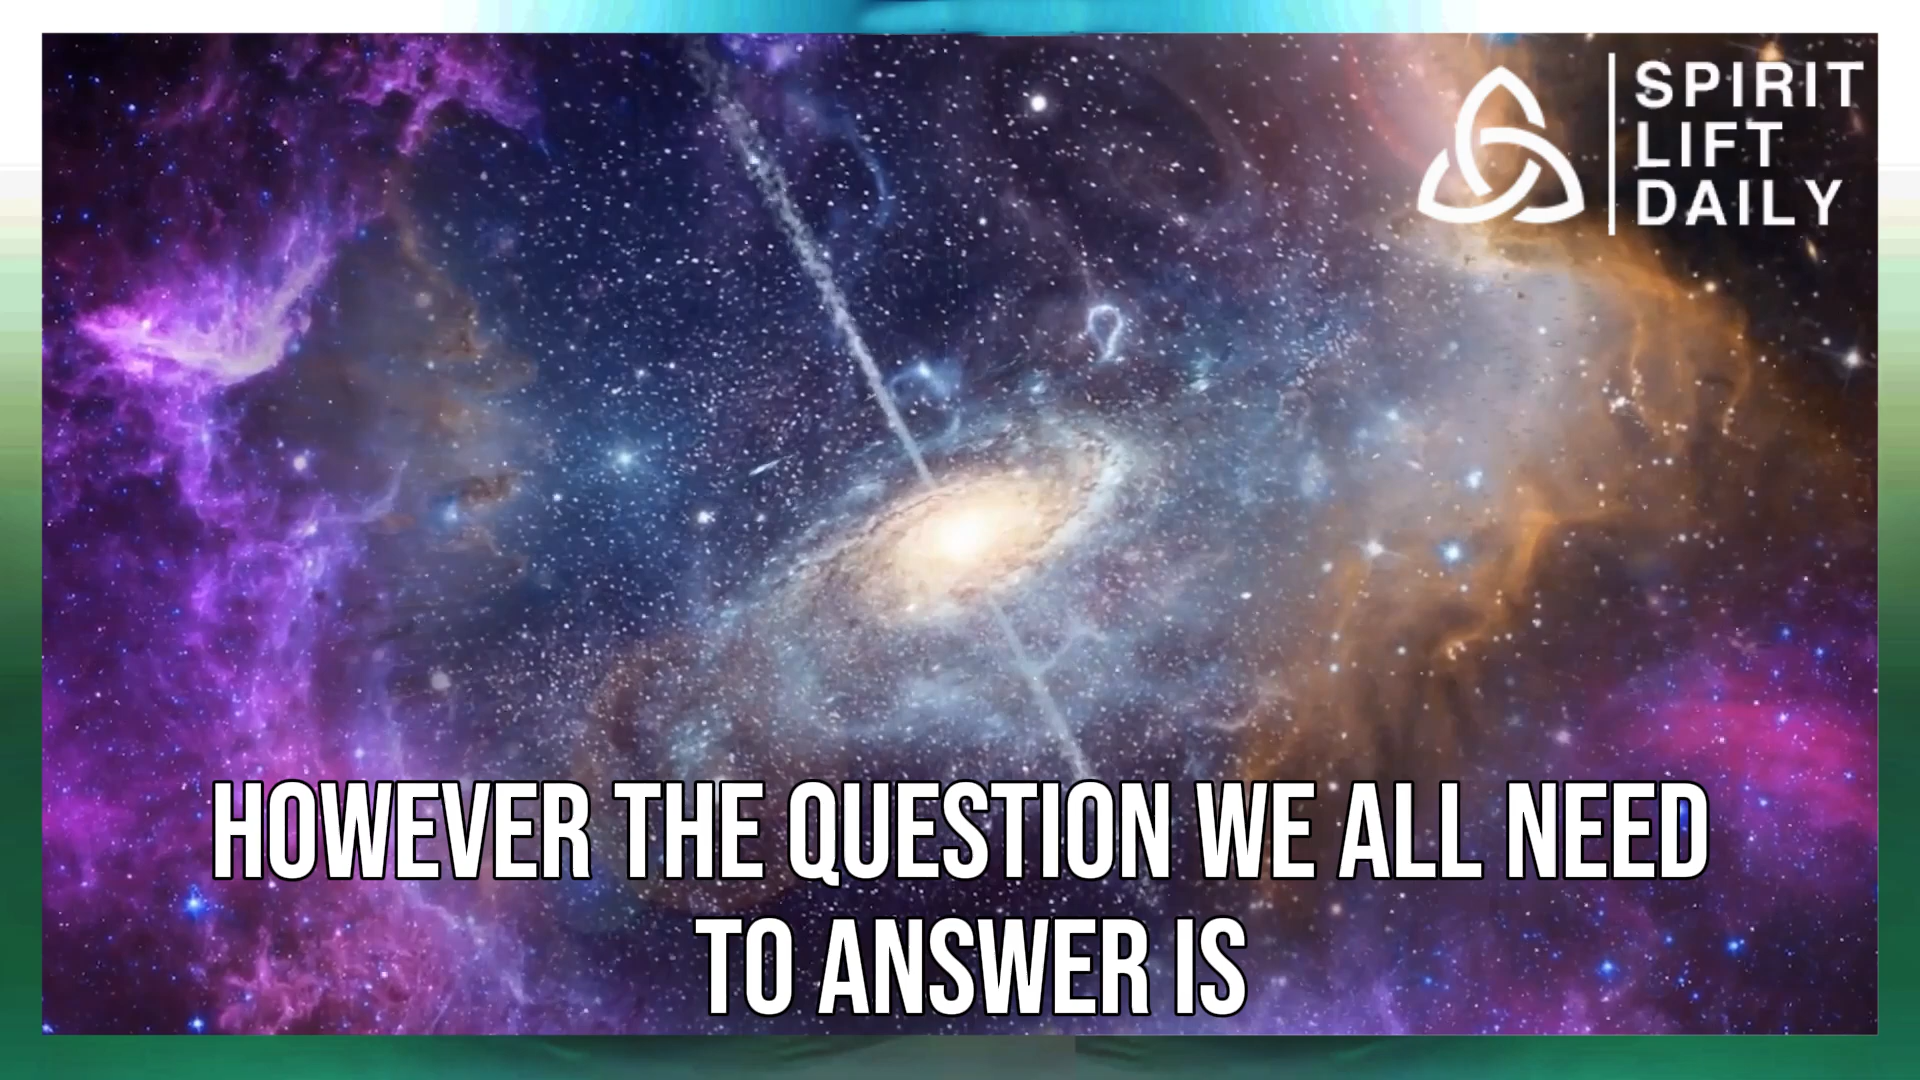 SPIRIT
LIFT
DAILY
HOWEVER THE QUESTION WE ALL NEED
TO ANSWER IS